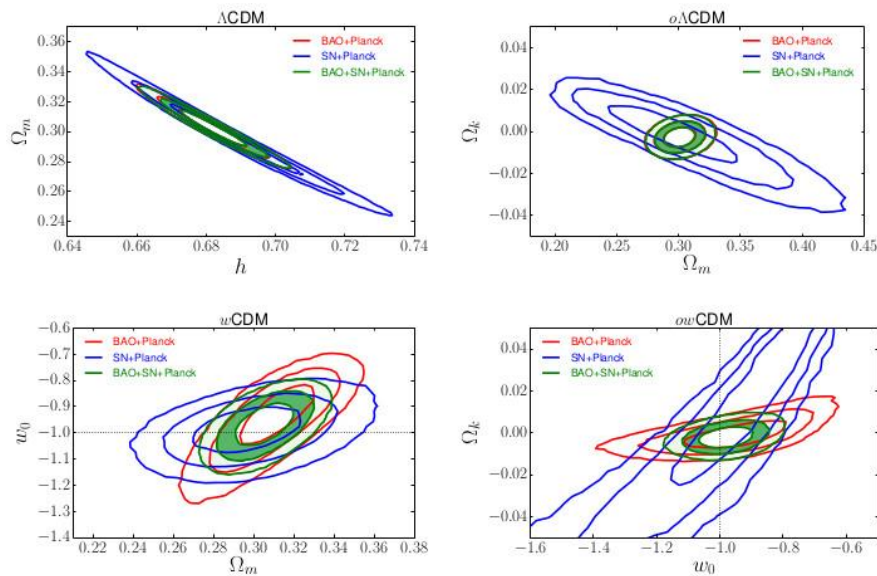 ΛCDM
BAO+Planck
SN+Planck
BAO+SN+Planck
0.36
0.34
0.32
0.30
0.28
0.26
0.24
Ω_m
0.64 0.66 0.68 0.70 0.72 0.74
h
oΛCDM
BAO+Planck
SN+Planck
BAO+SN+Planck
0.04
0.02
0.00
−0.02
−0.04
Ω_k
0.20 0.25 0.30 0.35 0.40 0.45
Ω_m
wCDM
BAO+Planck
SN+Planck
BAO+SN+Planck
−0.6
−0.7
−0.8
−0.9
−1.0
−1.1
−1.2
−1.3
−1.4
w_0
0.22 0.24 0.26 0.28 0.30 0.32 0.34 0.36 0.38
Ω_m
owCDM
BAO+Planck
SN+Planck
BAO+SN+Planck
0.04
0.02
0.00
−0.02
−0.04
Ω_k
−1.6 −1.4 −1.2 −1.0 −0.8 −0.6
w_0